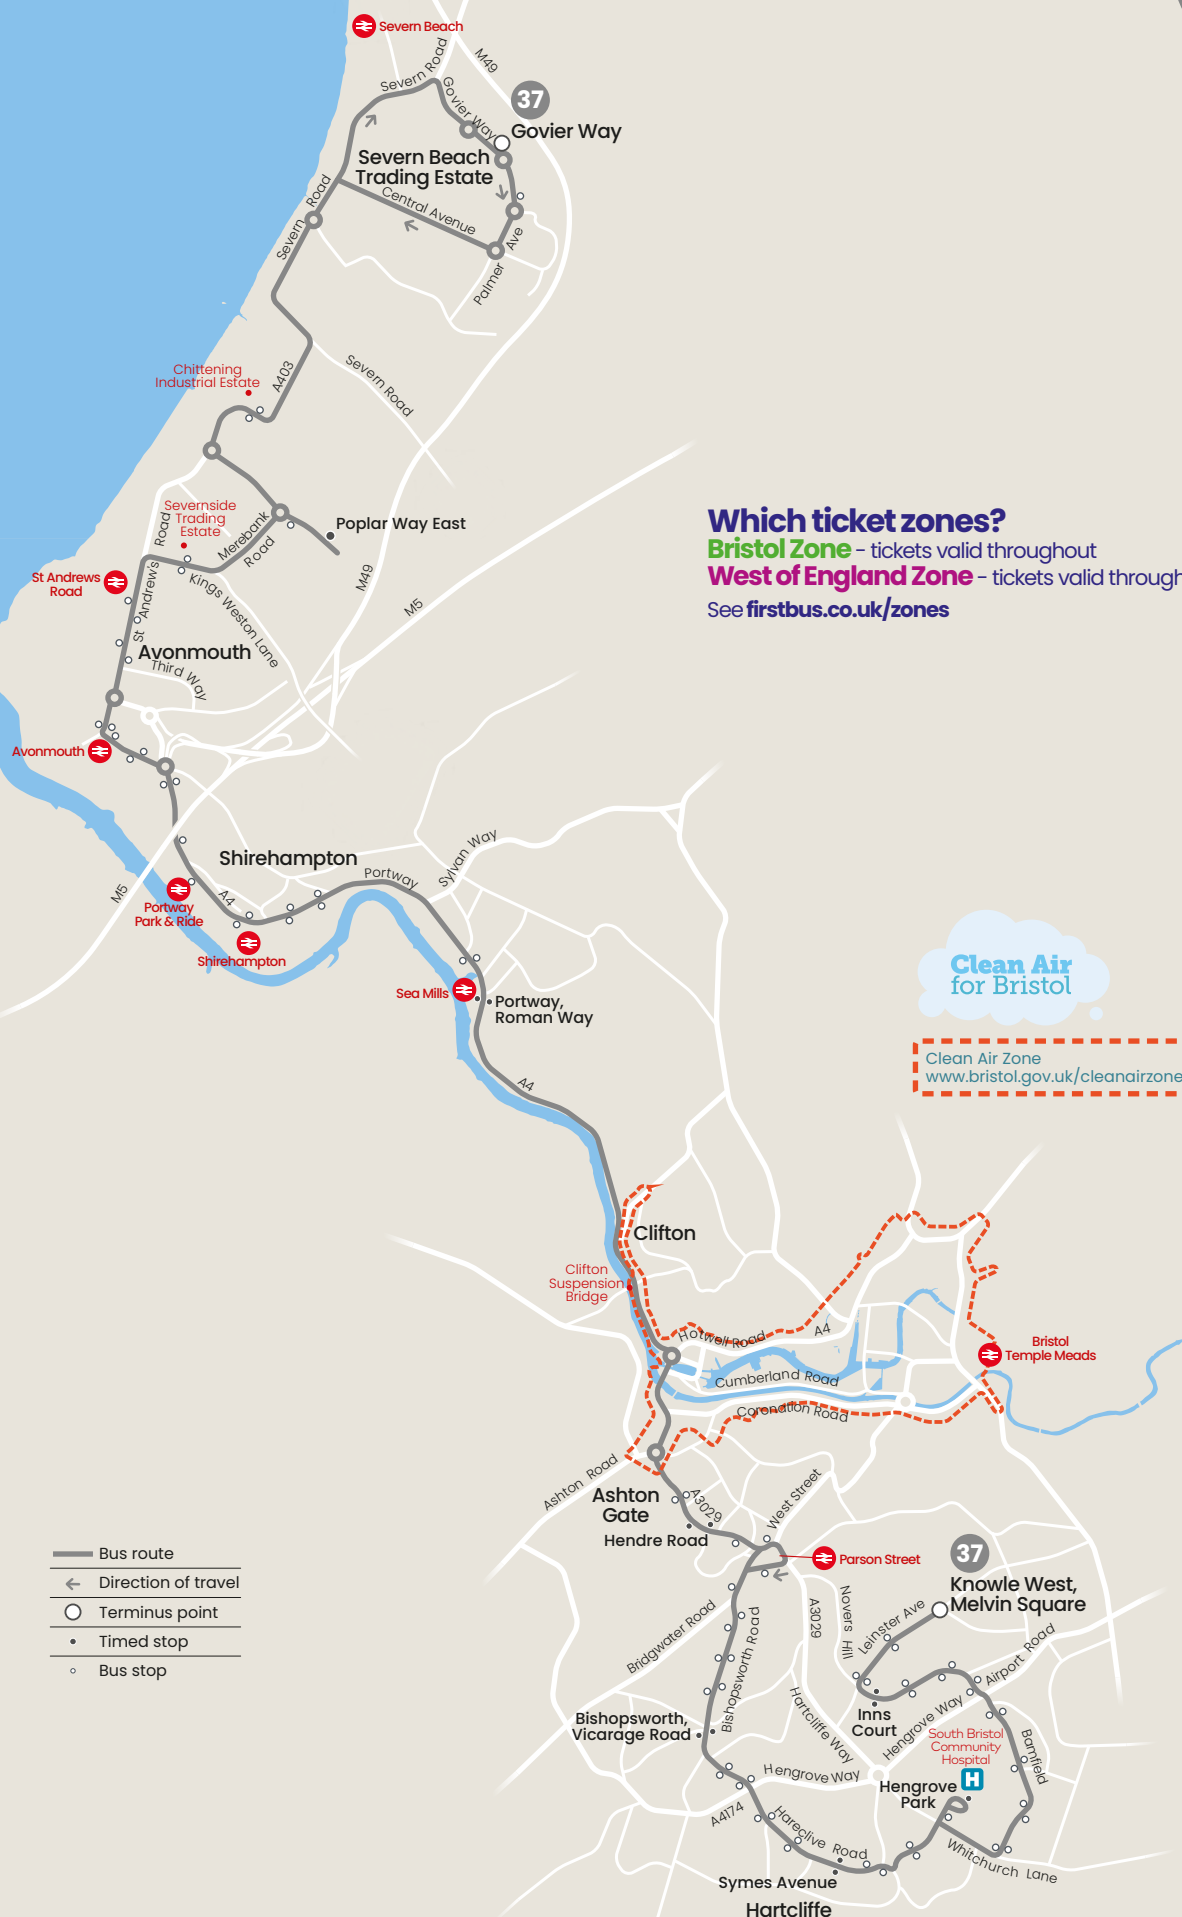 Severn Beach
M49
Severn Road
Govier Way
37
Govier Way
Severn Beach
Trading Estate
Central Avenue
Severn Road
Palmer Ave
Chittening
Industrial Estate
A403
Severn Road
Severnside
Trading
Estate
Merebank
Road
Poplar Way East
Which ticket zones?
Bristol Zone - tickets valid throughout
West of England Zone - tickets valid through
See firstbus.co.uk/zones
St Andrews
Road
St Andrew's Road
Kings Weston Lane
M49
M5
Avonmouth
Third Way
Avonmouth
Shirehampton
Portway
Sylvan Way
M5
A4
Portway
Park & Ride
Shirehampton
Sea Mills
Portway,
Roman Way
A4
Clean Air
for Bristol
Clean Air Zone
www.bristol.gov.uk/cleanairzone
Clifton
Clifton
Suspension
Bridge
Hotwell Road
A4
Bristol
Temple Meads
Cumberland Road
Coronation Road
Ashton Road
Ashton
Gate
A3029
West Street
Hendre Road
Parson Street
37
Knowle West,
Melvin Square
Bus route
Direction of travel
Terminus point
Timed stop
Bus stop
Bridgwater Road
Bishopsworth Road
A3029
Novers Hill
Leinster Ave
Airport Road
Hartcliffe Way
Inns
Court
Hengrove Way
Bishopsworth,
Vicarage Road
South Bristol
Community
Hospital
H
Bamfield
Hengrove Way
Hengrove
Park
A4174
Hareclive Road
Whitchurch Lane
Symes Avenue
Hartcliffe